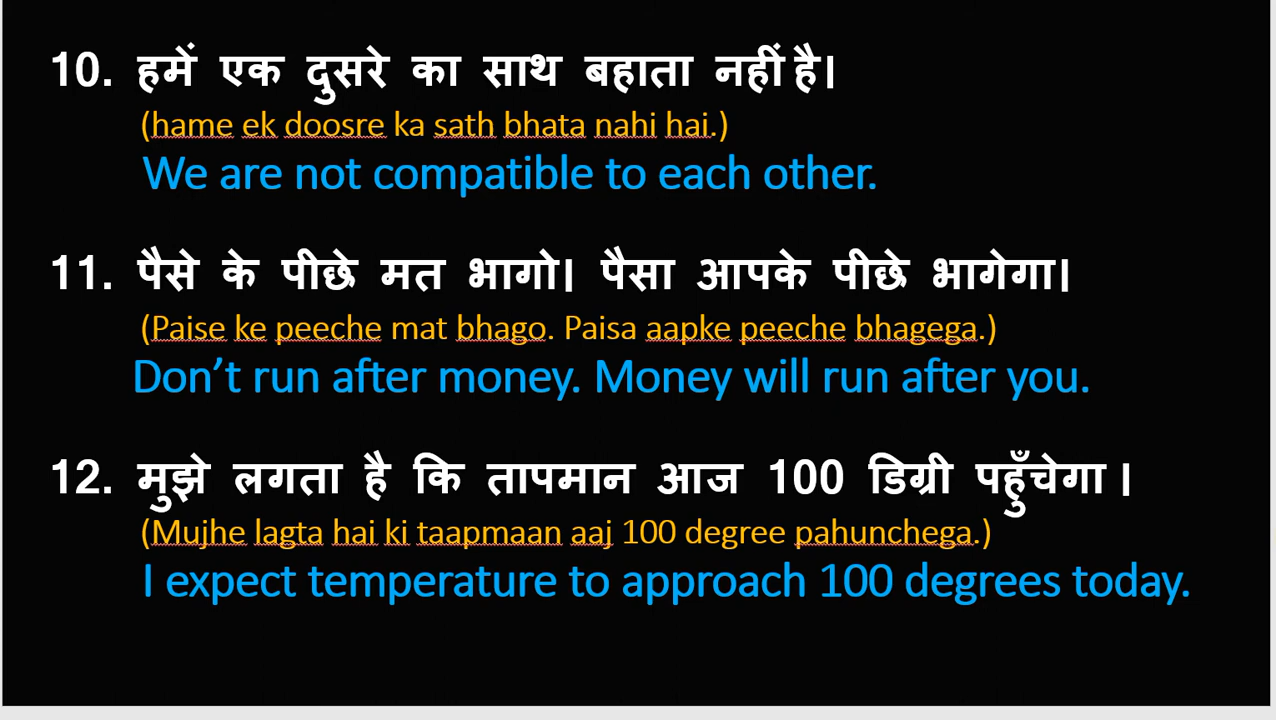 10. हमें एक दुसरे का साथ बहाता नहीं है।
(hame ek doosre ka sath bhata nahi hai.)
We are not compatible to each other.
11. पैसे के पीछे मत भागो। पैसा आपके पीछे भागेगा।
(Paise ke peeche mat bhago. Paisa aapke peeche bhagega.)
Don’t run after money. Money will run after you.
12. मुझे लगता है कि तापमान आज 100 डिग्री पहुँचेगा ।
(Mujhe lagta hai ki taapmaan aaj 100 degree pahunchega.)
I expect temperature to approach 100 degrees today.